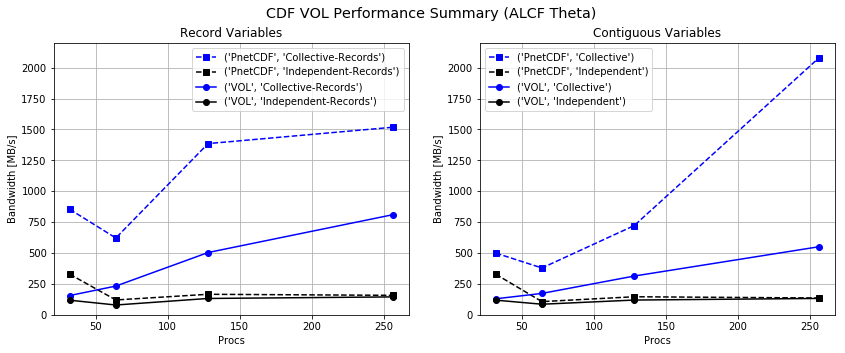 CDF VOL Performance Summary (ALCF Theta)
Record Variables
('PnetCDF', 'Collective-Records')
('PnetCDF', 'Independent-Records')
('VOL', 'Collective-Records')
('VOL', 'Independent-Records')
Bandwidth [MB/s]
2000
1750
1500
1250
1000
750
500
250
0
50
100
150
200
250
Procs
Contiguous Variables
('PnetCDF', 'Collective')
('PnetCDF', 'Independent')
('VOL', 'Collective')
('VOL', 'Independent')
Bandwidth [MB/s]
2000
1750
1500
1250
1000
750
500
250
0
50
100
150
200
250
Procs